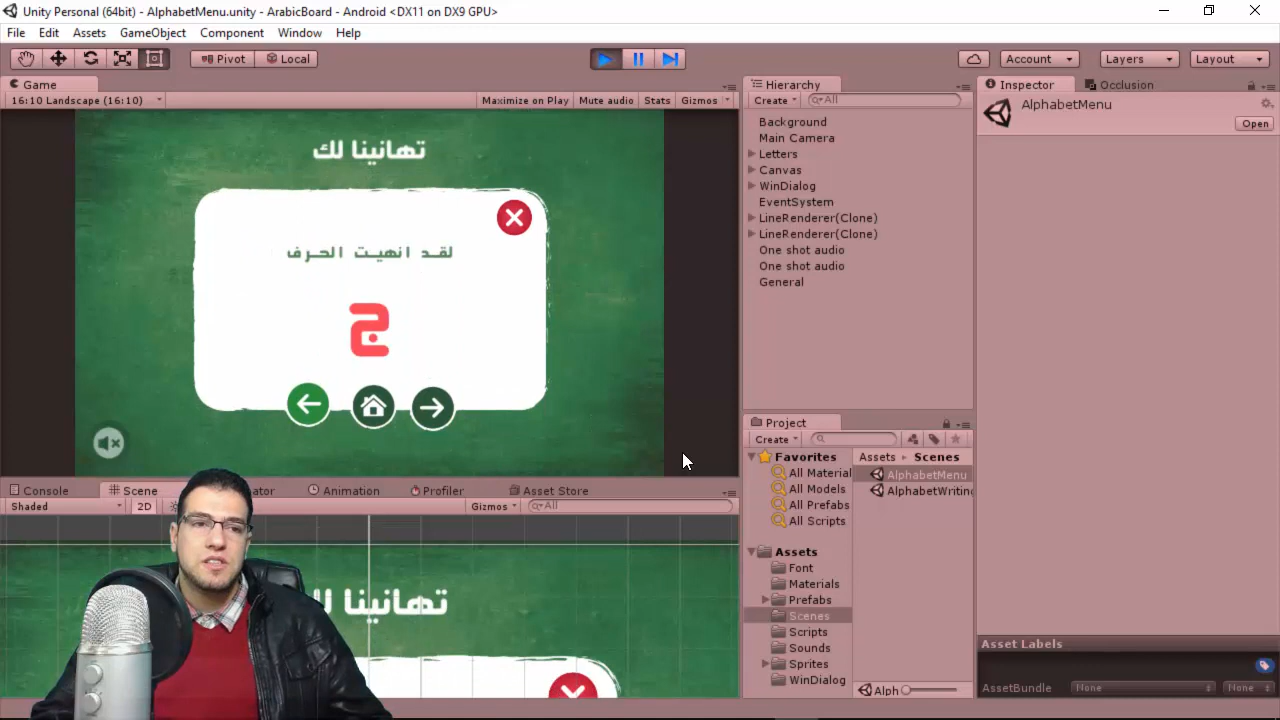 Unity Personal (64bit) - AlphabetMenu.unity - ArabicBoard - Android <DX11 on DX9 GPU>
File Edit Assets GameObject Component Window Help
Pivot Local Account Layers Layout
Game
16:10 Landscape (16:10) Maximize on Play Mute audio Stats Gizmos
تهانينا لك
لقد انهيت الحرف
ج
Hierarchy
Create All
Background
Main Camera
Letters
Canvas
WinDialog
EventSystem
LineRenderer(Clone)
LineRenderer(Clone)
One shot audio
One shot audio
General
Inspector Occlusion
AlphabetMenu
Open
Console Scene Animation Profiler Asset Store
Shaded 2D Gizmos All
تهانينا
Project
Create
Favorites
All Material
All Models
All Prefabs
All Scripts
Assets
Font
Materials
Prefabs
Scenes
Scripts
Sounds
Sprites
WinDialog
Assets Scenes
AlphabetMenu
AlphabetWriting
Alph
Asset Labels
AssetBundle None None